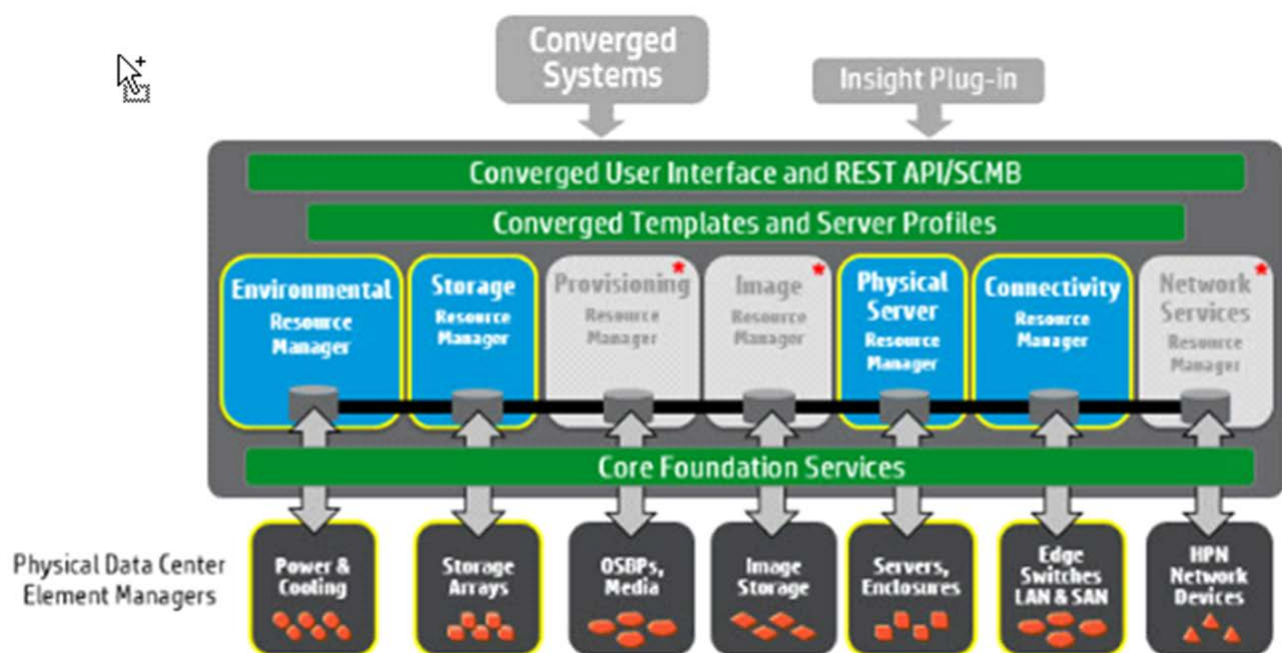 Converged
Systems
Insight Plug-in
Converged User Interface and REST API/SCMB
Converged Templates and Server Profiles
Environmental
Resource
Manager
Storage
Resource
Manager
Provisioning *
Resource
Manager
Image *
Resource
Manager
Physical
Server
Resource
Manager
Connectivity
Resource
Manager
Network *
Services
Resource
Manager
Core Foundation Services
Physical Data Center
Element Managers
Power &
Cooling
Storage
Arrays
OSBPs,
Media
Image
Storage
Servers,
Enclosures
Edge
Switches
LAN & SAN
HPN
Network
Devices